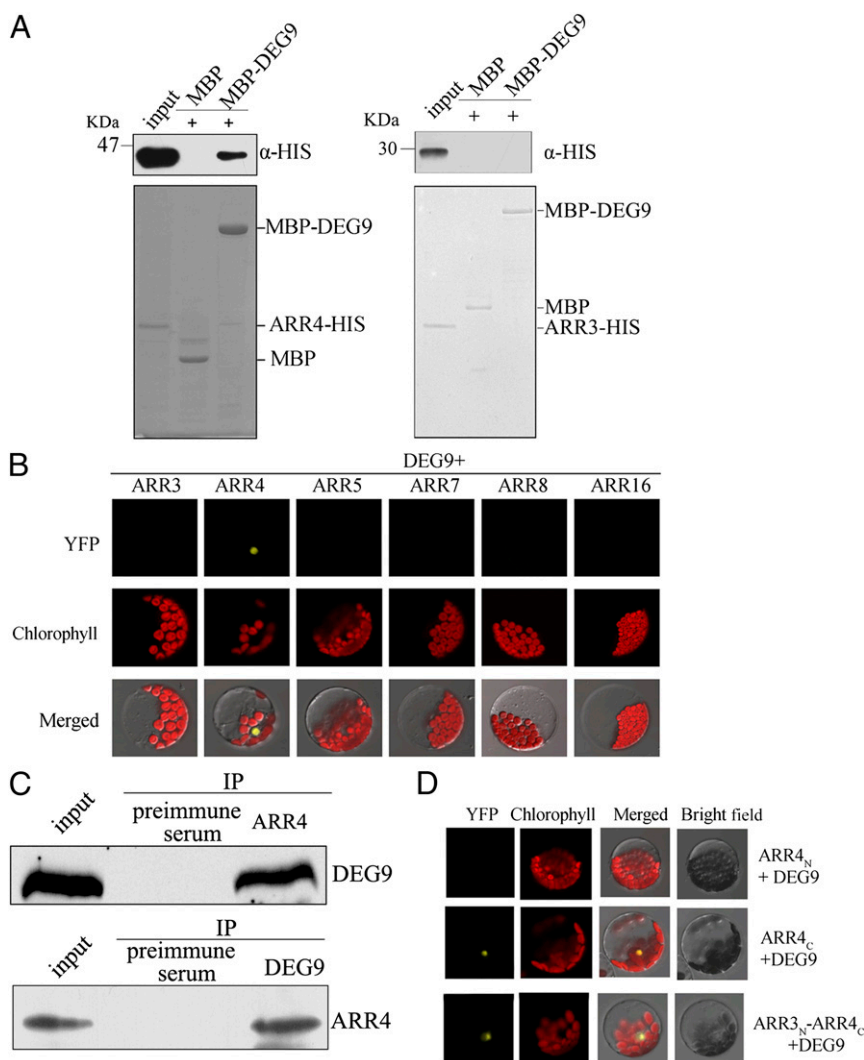 A
input
MBP
MBP-DEG9
KDa
+ +
47
α-HIS
MBP-DEG9
ARR4-HIS
MBP
input
MBP
MBP-DEG9
KDa
+ +
30
α-HIS
MBP-DEG9
MBP
ARR3-HIS
B
DEG9+
ARR3 ARR4 ARR5 ARR7 ARR8 ARR16
YFP
Chlorophyll
Merged
C
IP
input
preimmune serum
ARR4
DEG9
IP
input
preimmune serum
DEG9
ARR4
D
YFP Chlorophyll Merged Bright field
ARR4N
+ DEG9
ARR4C
+DEG9
ARR3N-ARR4C
+DEG9